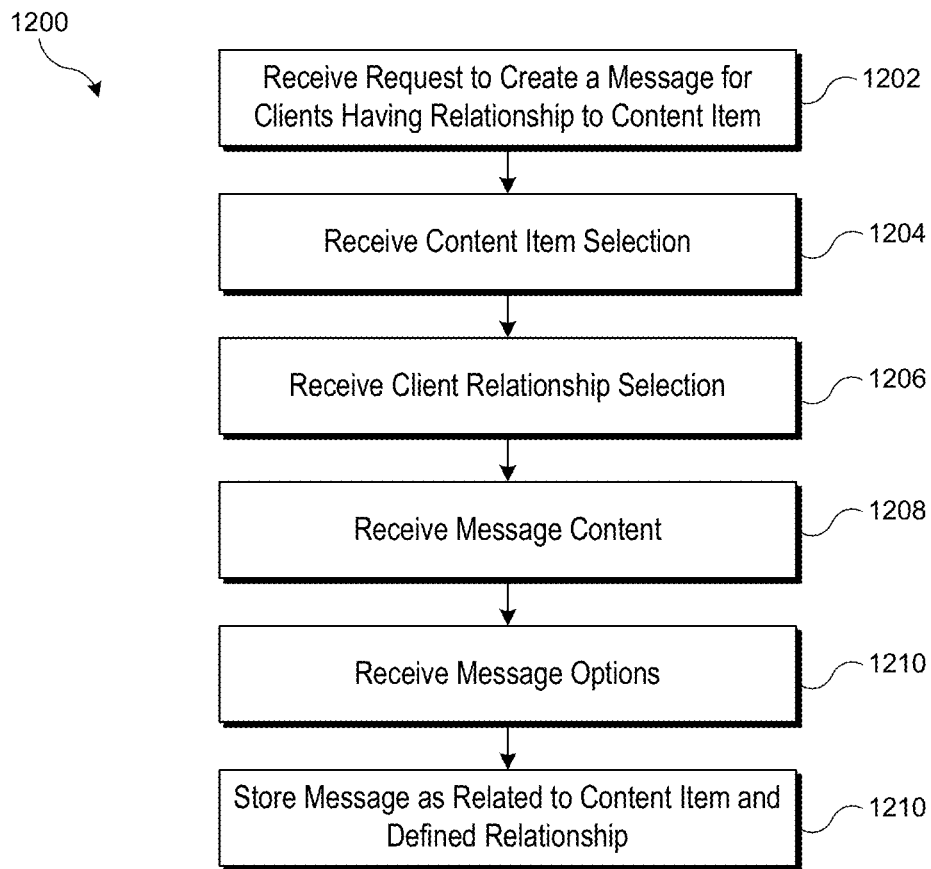 1200
Receive Request to Create a Message for
Clients Having Relationship to Content Item
1202
Receive Content Item Selection
1204
Receive Client Relationship Selection
1206
Receive Message Content
1208
Receive Message Options
1210
Store Message as Related to Content Item and
Defined Relationship
1210